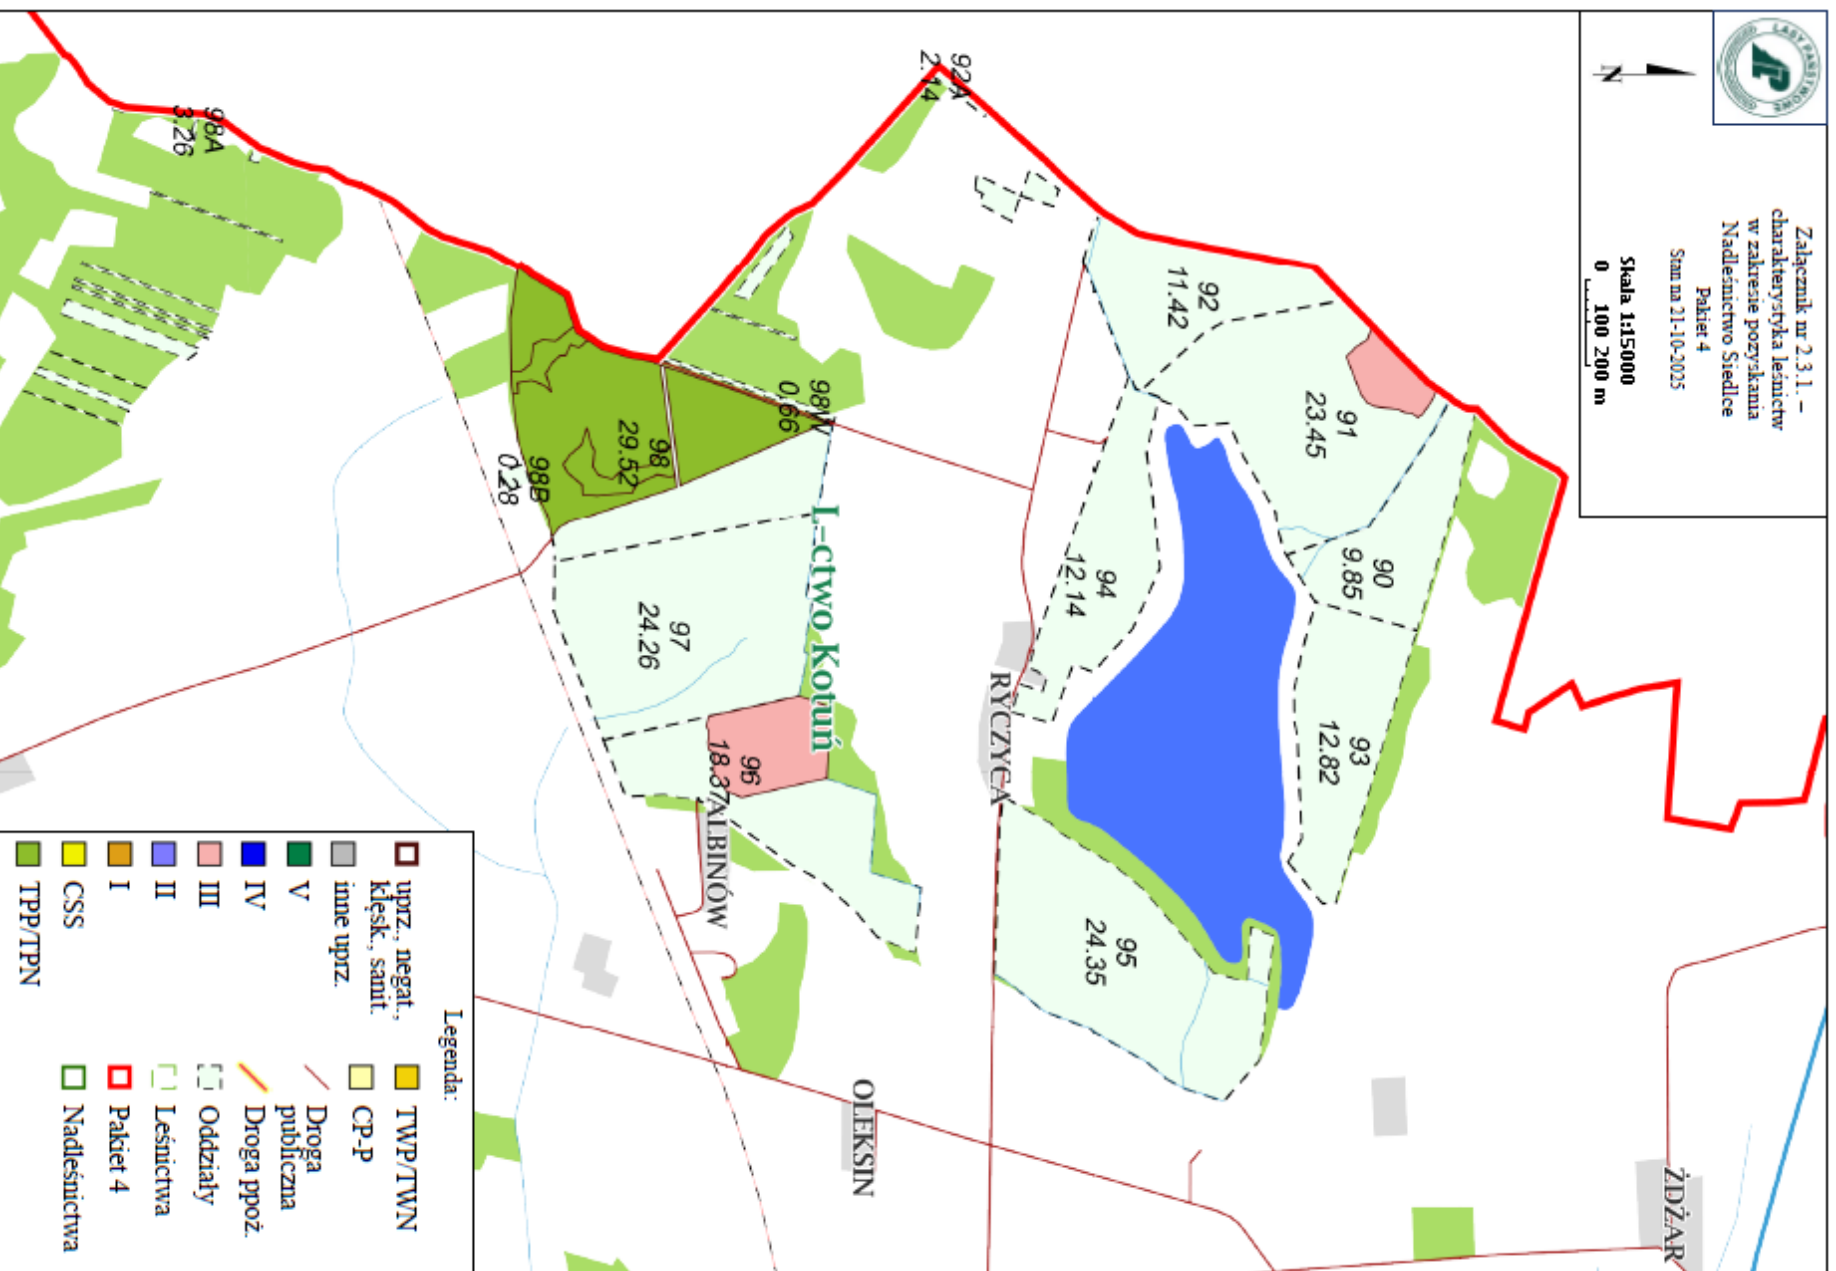 LASY PAŃSTWOWE
Załącznik nr 2.3.1. –
charakterystyka leśnictw
w zakresie pozyskania
Nadleśnictwo Siedlce
Pakiet 4
Stan na 21-10-2025
Skala 1:15000
0 100 200 m
N
92A
2.14
98A
3.26
92
11.42
91
23.45
90
9.85
93
12.82
94
12.14
95
24.35
98W
0.66
98
29.52
98B
0.28
97
24.26
96
18.37
L-ctwo Kotuń
RYCZYCA
ALBINÓW
OLEKSIN
ŻDŻAR
Legenda:
uprz., negat.,
klęsk., sanit.
inne uprz.
V
IV
III
II
I
CSS
TPP/TPN
TWP/TWN
CP-P
Droga
publiczna
Droga ppoż.
Oddziały
Leśnictwa
Pakiet 4
Nadleśnictwa